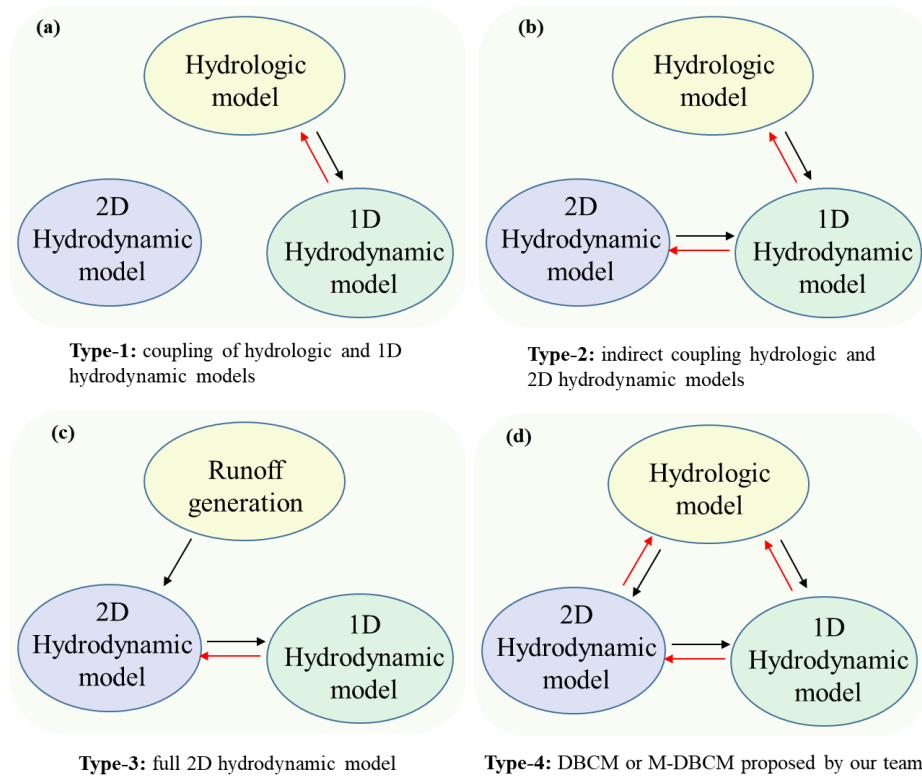 (a)
Hydrologic
model
2D
Hydrodynamic
model
1D
Hydrodynamic
model
Type-1: coupling of hydrologic and 1D
hydrodynamic models
(b)
Hydrologic
model
2D
Hydrodynamic
model
1D
Hydrodynamic
model
Type-2: indirect coupling hydrologic and
2D hydrodynamic models
(c)
Runoff
generation
2D
Hydrodynamic
model
1D
Hydrodynamic
model
Type-3: full 2D hydrodynamic model
(d)
Hydrologic
model
2D
Hydrodynamic
model
1D
Hydrodynamic
model
Type-4: DBCM or M-DBCM proposed by our team